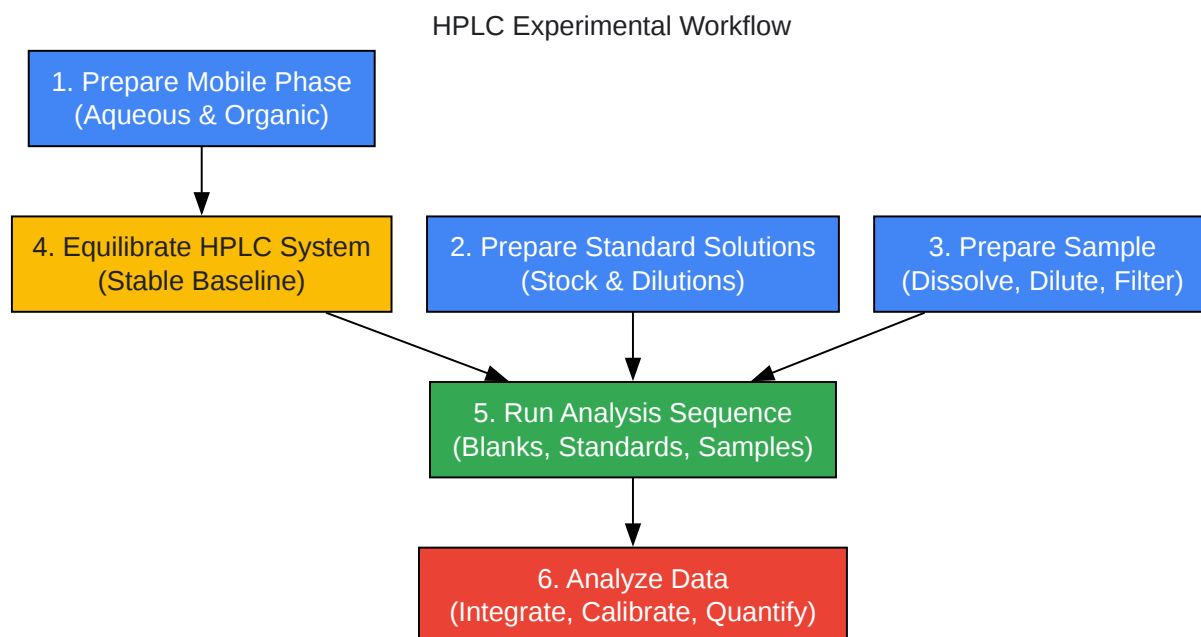 HPLC Experimental Workflow
1. Prepare Mobile Phase
(Aqueous & Organic)
4. Equilibrate HPLC System
(Stable Baseline)
2. Prepare Standard Solutions
(Stock & Dilutions)
3. Prepare Sample
(Dissolve, Dilute, Filter)
5. Run Analysis Sequence
(Blanks, Standards, Samples)
6. Analyze Data
(Integrate, Calibrate, Quantify)